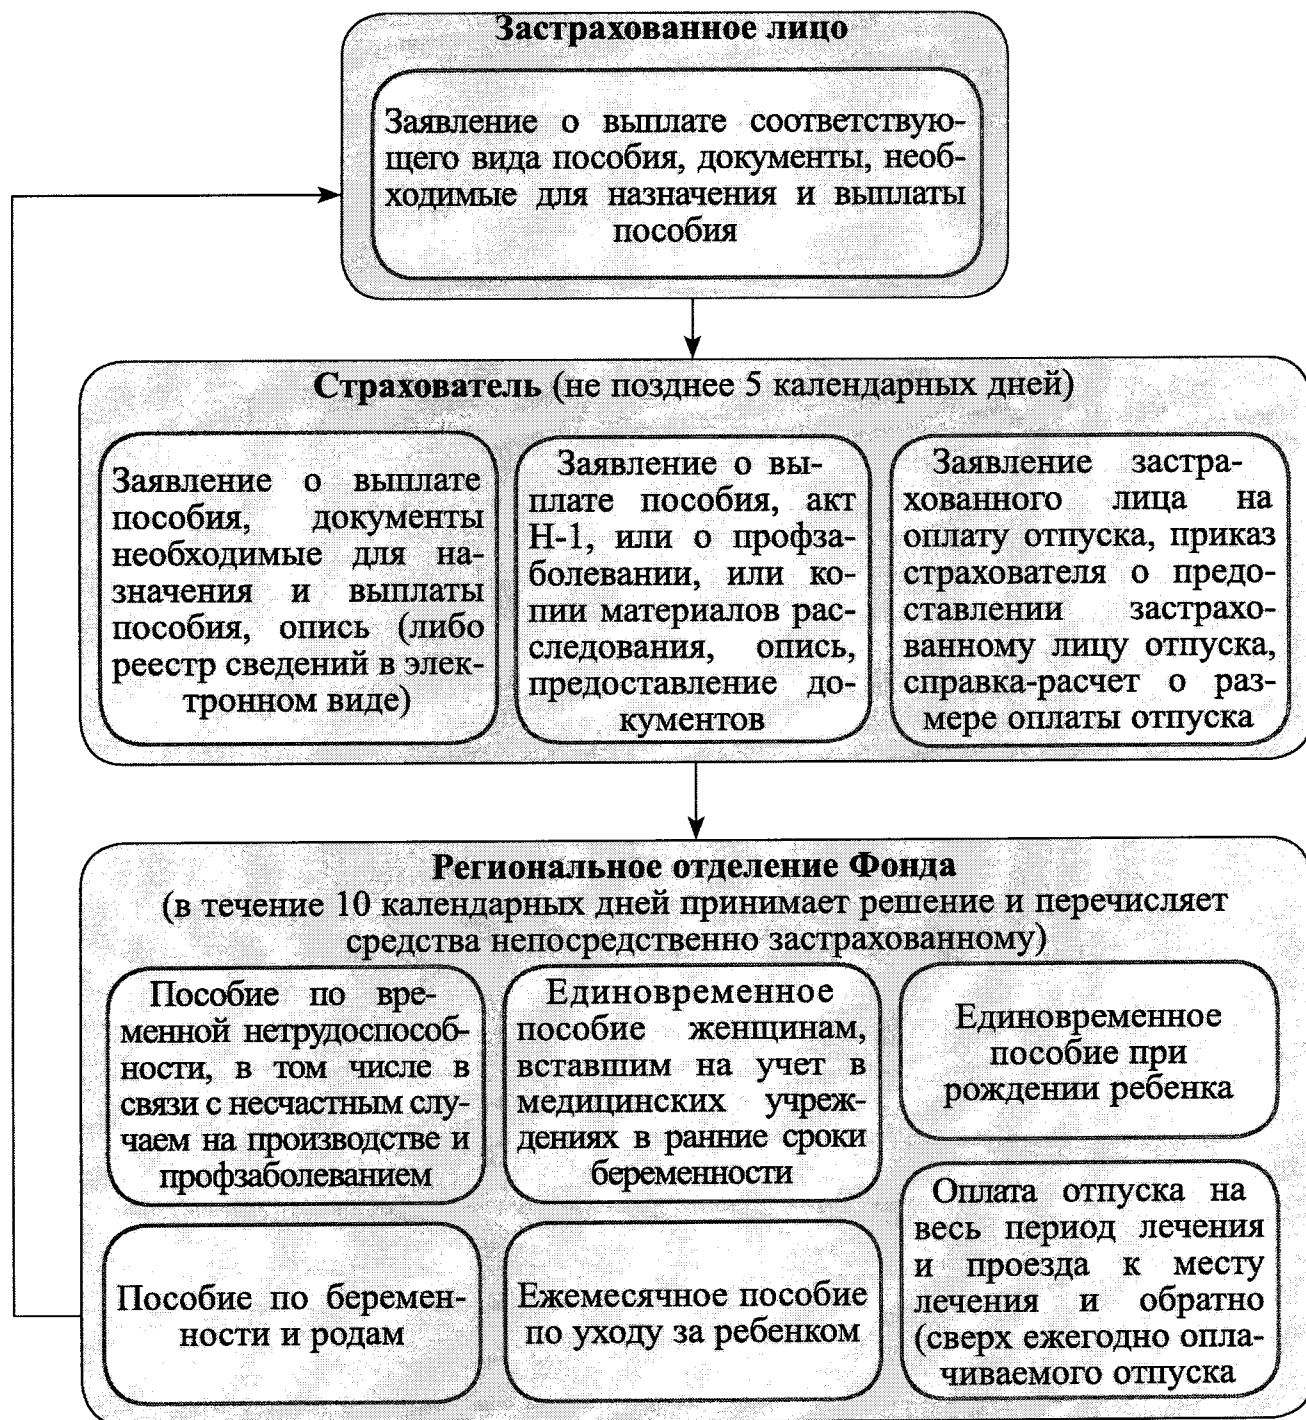 Застрахованное лицо
Заявление о выплате соответствую-
щего вида пособия, документы, необ-
ходимые для назначения и выплаты
пособия
Страхователь (не позднее 5 календарных дней)
Заявление о выплате
пособия, документы
необходимые для на-
значения и выплаты
пособия, опись (либо
реестр сведений в элек-
тронном виде)
Заявление о вы-
плате пособия, акт
Н-1, или о профза-
болевании, или ко-
пии материалов рас-
следования, опись,
предоставление до-
кументов
Заявление застра-
хованного лица на
оплату отпуска, приказ
страхователя о предо-
ставлении застрахо-
ванному лицу отпуска,
справка-расчет о раз-
мере оплаты отпуска
Региональное отделение Фонда
(в течение 10 календарных дней принимает решение и перечисляет
средства непосредственно застрахованному)
Пособие по вре-
менной нетрудоспособ-
ности, в том числе в
связи с несчастным слу-
чаем на производстве и
профзаболеванием
Единовременное
пособие женщинам,
вставшим на учет в
медицинских учреж-
дениях в ранние сроки
беременности
Единовременное
пособие при
рождении ребенка
Пособие по беремен-
ности и родам
Ежемесячное пособие
по уходу за ребенком
Оплата отпуска на
весь период лечения
и проезда к месту
лечения и обратно
(сверх ежегодно опла-
чиваемого отпуска